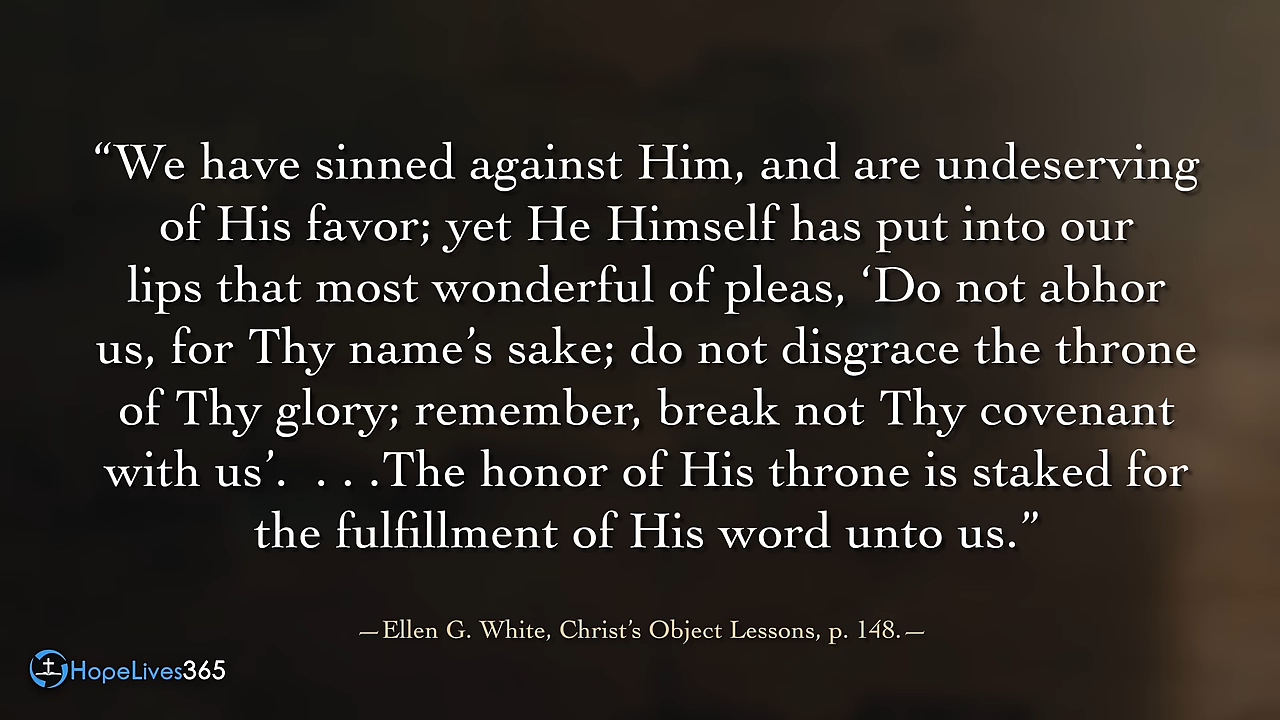 “We have sinned against Him, and are undeserving
of His favor; yet He Himself has put into our
lips that most wonderful of pleas, ‘Do not abhor
us, for Thy name’s sake; do not disgrace the throne
of Thy glory; remember, break not Thy covenant
with us’. . . .The honor of His throne is staked for
the fulfillment of His word unto us.”
—Ellen G. White, Christ’s Object Lessons, p. 148.—
HopeLives365